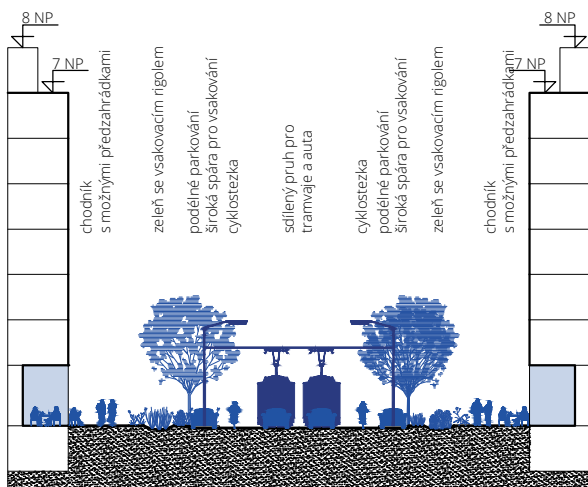 8 NP
7 NP
chodník
s možnými předzahrádkami
zeleň se vsakovacím rigolem
podélné parkování
široká spára pro vsakování
cyklostezka
sdílený pruh pro
tramvaje a auta
cyklostezka
podélné parkování
široká spára pro vsakování
zeleň se vsakovacím rigolem
chodník
s možnými předzahrádkami
8 NP
7 NP